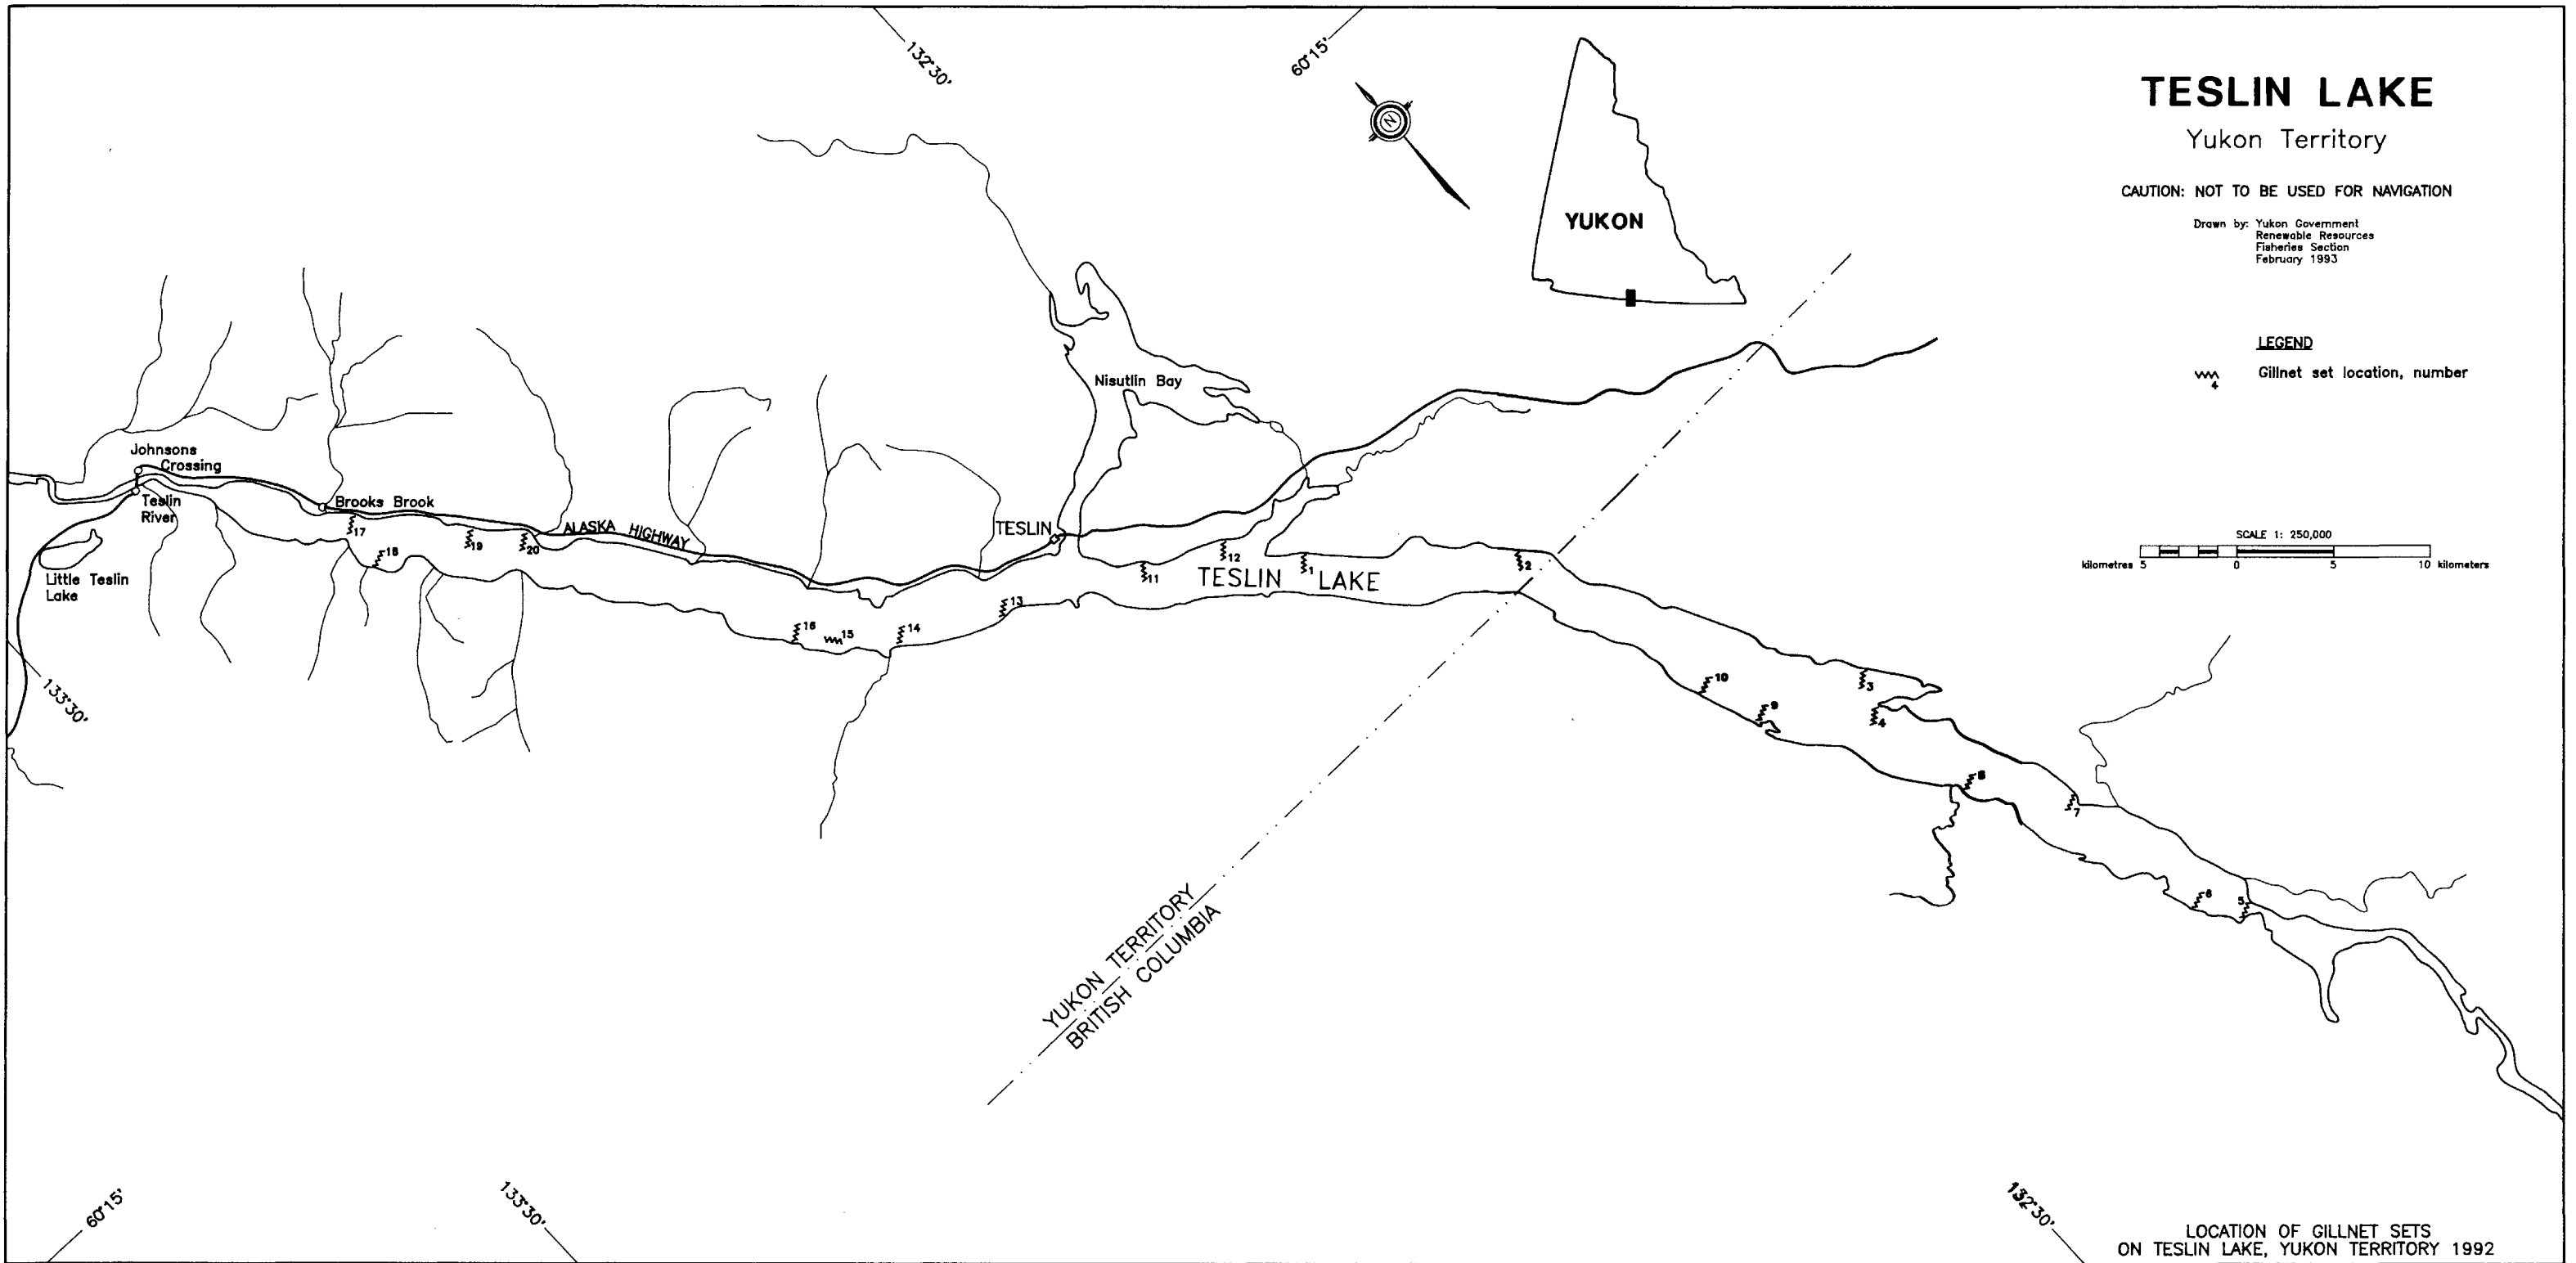 132°30'
60°15'
N
YUKON
TESLIN LAKE
Yukon Territory
CAUTION: NOT TO BE USED FOR NAVIGATION
Drawn by: Yukon Government
Renewable Resources
Fisheries Section
February 1993
LEGEND
4 Gillnet set location, number
SCALE 1: 250,000
kilometres 5 0 5 10 kilometers
Nisutlin Bay
Johnsons
Crossing
Teslin
River
Brooks Brook
ALASKA HIGHWAY
TESLIN
Little Teslin
Lake
TESLIN LAKE
17
18
19
20
16
15
14
13
11
12
1
2
3
4
10
9
8
7
6
5
133°30'
YUKON TERRITORY
BRITISH COLUMBIA
60°15'
133°30'
132°30'
LOCATION OF GILLNET SETS
ON TESLIN LAKE, YUKON TERRITORY 1992